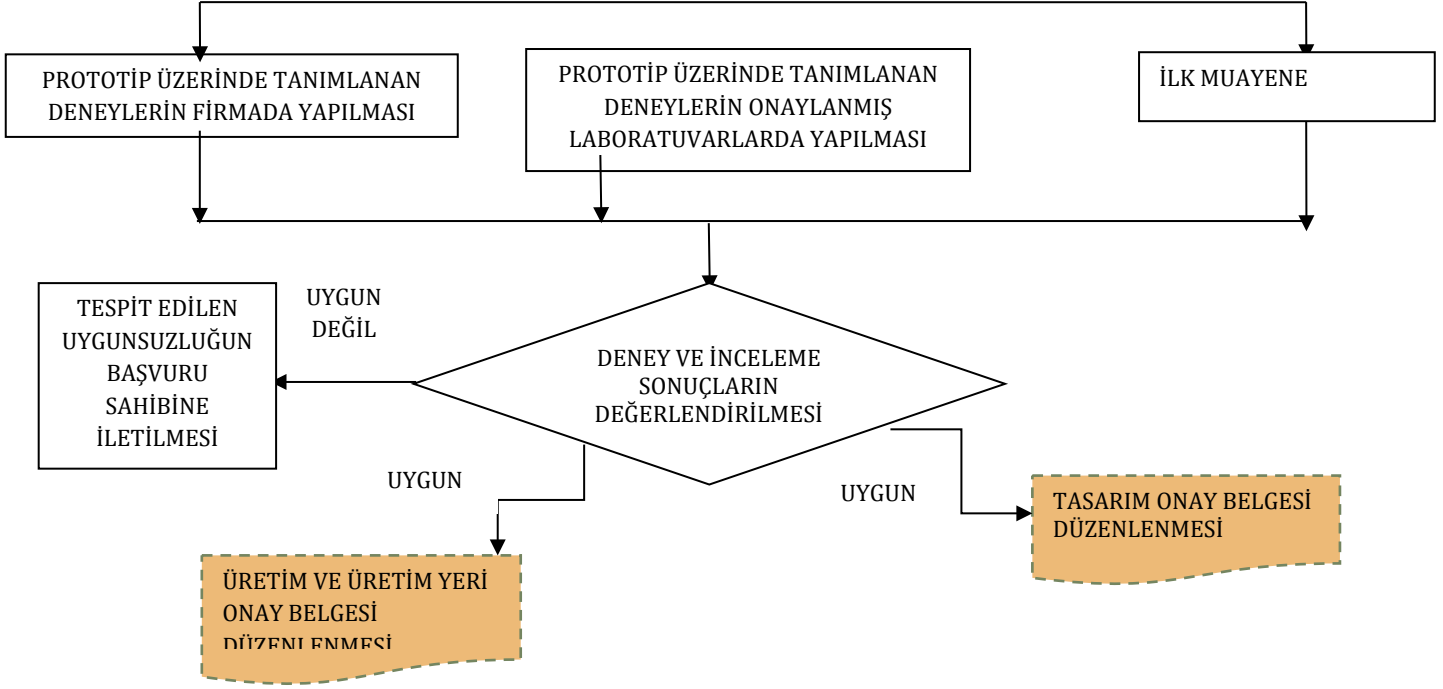 PROTOTİP ÜZERİNDE TANIMLANAN
DENEYLERİN FİRMADA YAPILMASI
PROTOTİP ÜZERİNDE TANIMLANAN
DENEYLERİN ONAYLANMIŞ
LABORATUVARLARDA YAPILMASI
İLK MUAYENE
TESPİT EDİLEN
UYGUNSUZLUĞUN
BAŞVURU
SAHİBİNE
İLETİLMESİ
UYGUN
DEĞİL
DENEY VE İNCELEME
SONUÇLARIN
DEĞERLENDİRİLMESİ
UYGUN
UYGUN
TASARIM ONAY BELGESİ
DÜZENLENMESİ
ÜRETİM VE ÜRETİM YERİ
ONAY BELGESİ
DÜZENLENMESİ